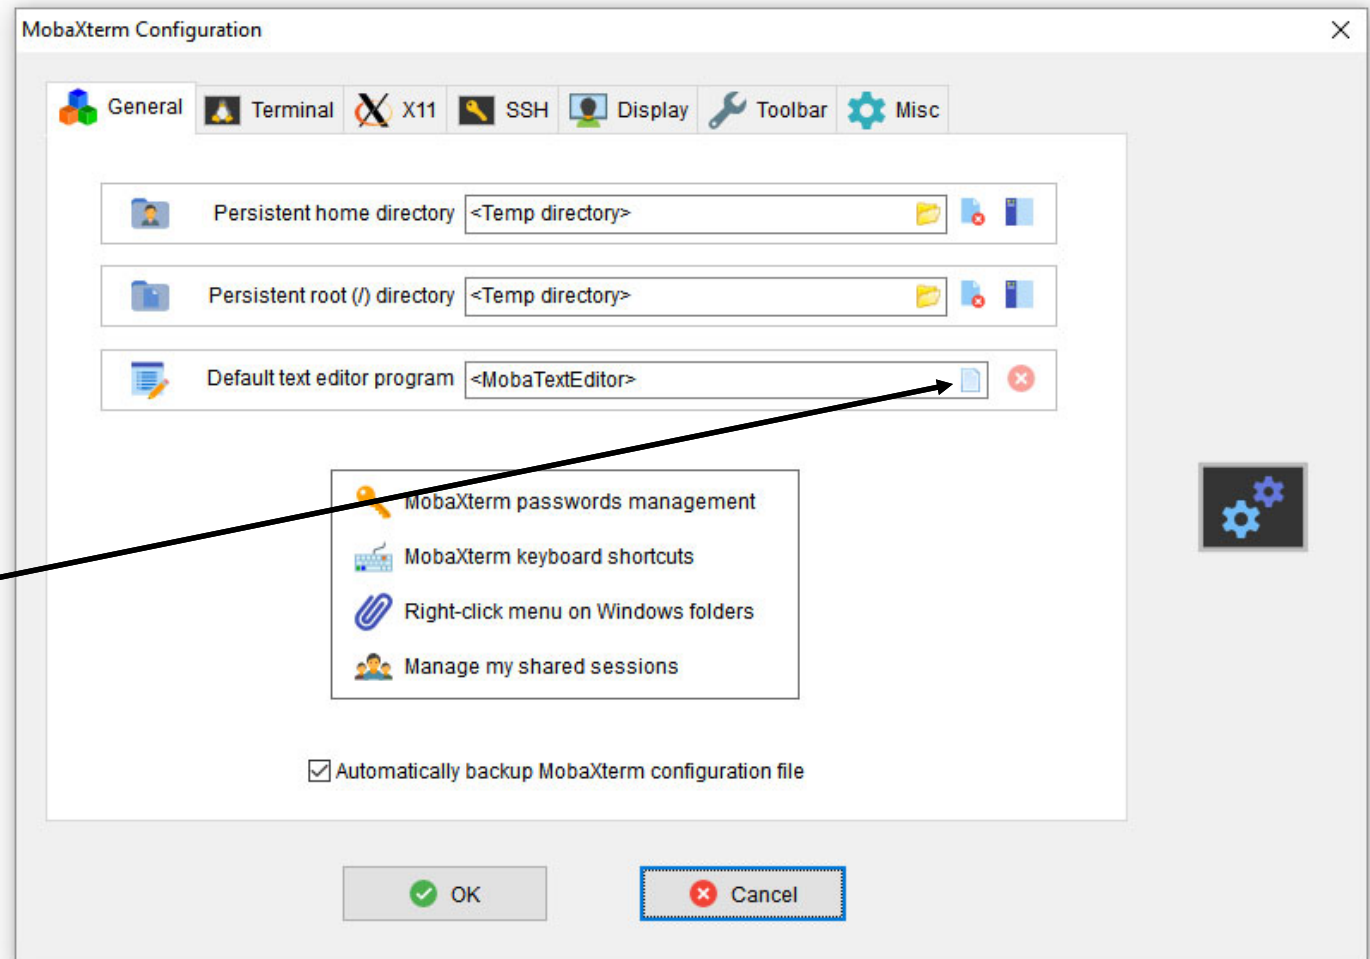 MobaXterm Configuration
General Terminal X11 SSH Display Toolbar Misc
Persistent home directory <Temp directory>
Persistent root (/) directory <Temp directory>
Default text editor program <MobaTextEditor>
MobaXterm passwords management
MobaXterm keyboard shortcuts
Right-click menu on Windows folders
Manage my shared sessions
Automatically backup MobaXterm configuration file
OK Cancel